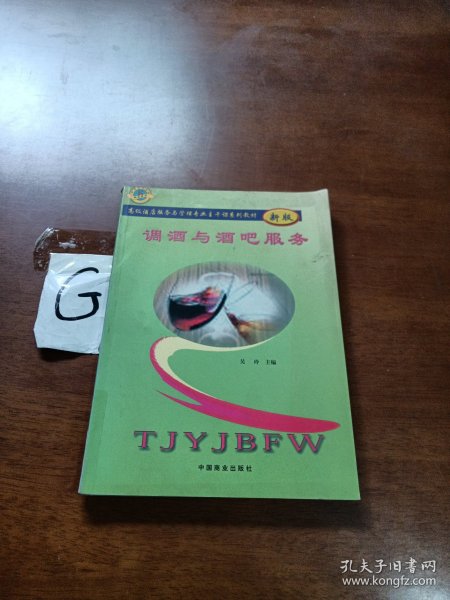 高级酒店服务与管理专业主干课系列教材
新版
调酒与酒吧服务
吴玲 主编
TJYJBFW
中国商业出版社
G
孔夫子旧书网
www.kongfz.com